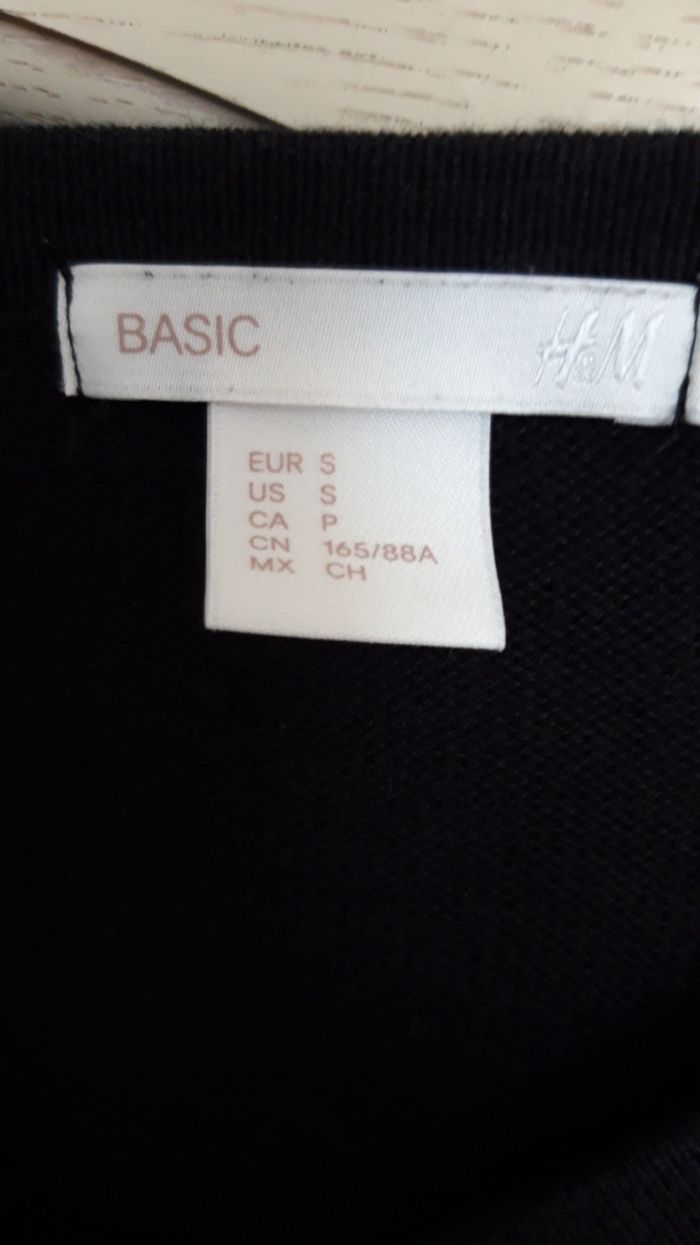 BASIC H&M
EUR S
US S
CA P
CN 165/88A
MX CH